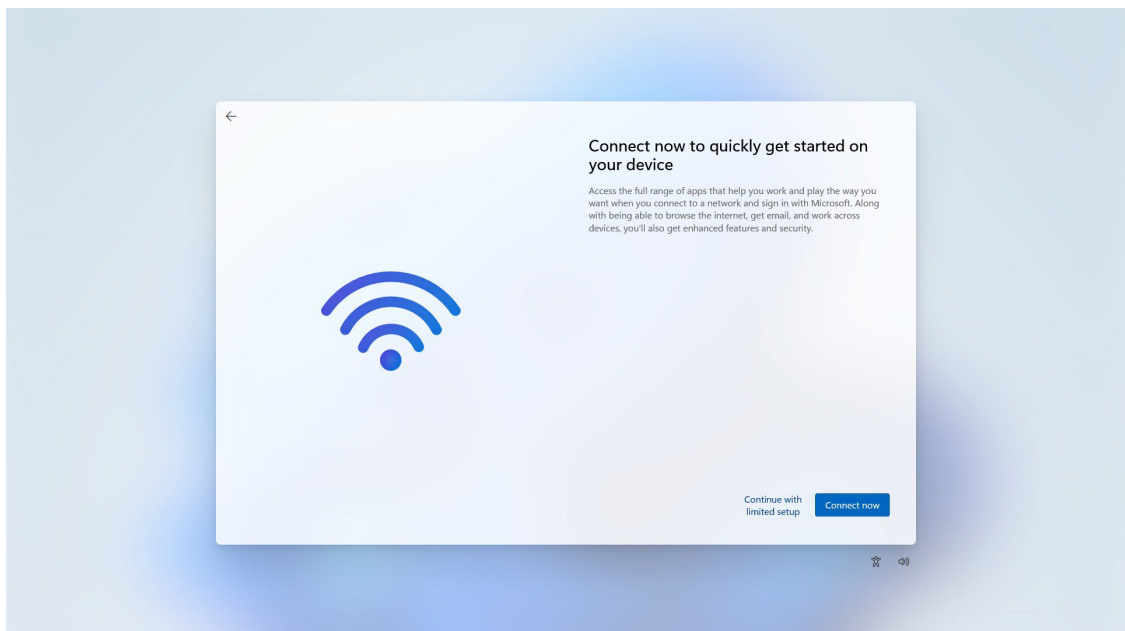 Connect now to quickly get started on
your device
Access the full range of apps that help you work and play the way you
want when you connect to a network and sign in with Microsoft. Along
with being able to browse the internet, get email, and work across
devices, you'll also get enhanced features and security.
Continue with
limited setup
Connect now